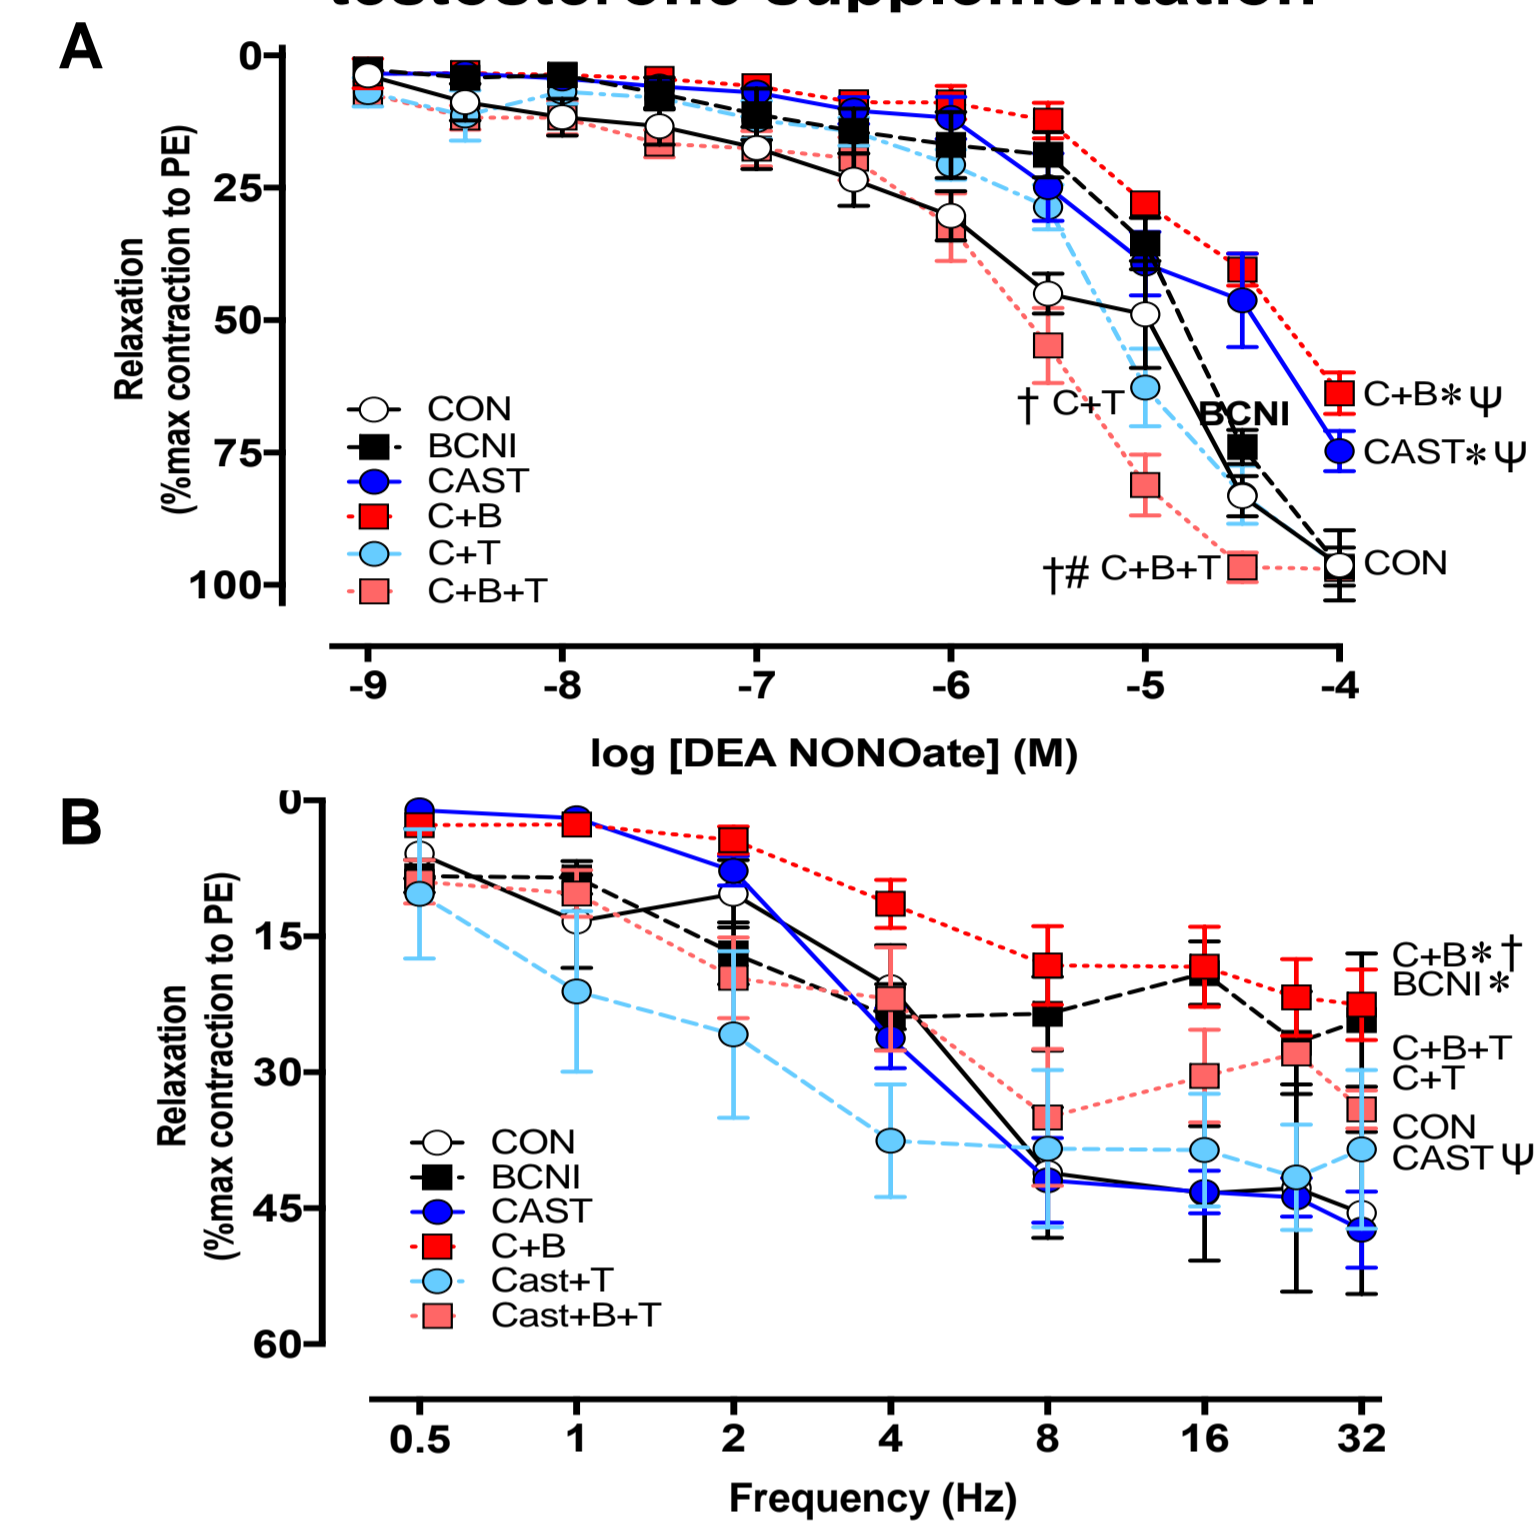 testosterone supplementation
A
0
25
50
75
100
Relaxation
(%max contraction to PE)
CON
BCNI
CAST
C+B
C+T
C+B+T
† C+T
BCNI
†# C+B+T
C+B* ψ
CAST* ψ
CON
-9 -8 -7 -6 -5 -4
log [DEA NONOate] (M)
B
0
15
30
45
60
Relaxation
(%max contraction to PE)
CON
BCNI
CAST
C+B
Cast+T
Cast+B+T
C+B* †
BCNI*
C+B+T
C+T
CON
CAST ψ
0.5 1 2 4 8 16 32
Frequency (Hz)